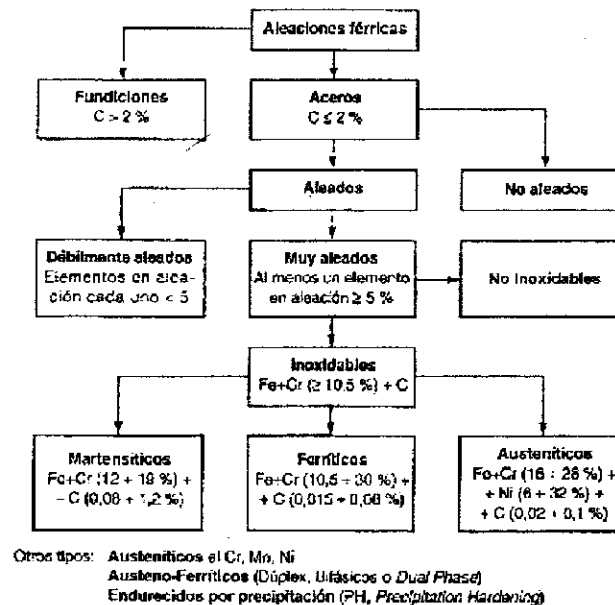 Aleaciones férricas
Fundiciones
C > 2 %
Aceros
C ≤ 2 %
Aleados
No aleados
Débilmente aleados
Elementos en alea-
ción cada uno < 5
Muy aleados
Al menos un elemento
en aleación ≥ 5 %
No Inoxidables
Inoxidables
Fe+Cr (≥ 10,5 %) + C
Martensíticos
Fe+Cr (12 ÷ 19 %) +
– C (0,08 ÷ 1,2 %)
Ferríticos
Fe+Cr (10,5 ÷ 30 %) +
+ C (0,015 ÷ 0,08 %)
Austeníticos
Fe+Cr (16 ÷ 28 %) +
+ Ni (6 ÷ 32 %) +
+ C (0,02 ÷ 0,1 %)
Otros tipos: Austeníticos al Cr, Mn, Ni
Austeno-Ferríticos (Dúplex, Bifásicos o Dual Phase)
Endurecidos por precipitación (PH, Precipitation Hardening)